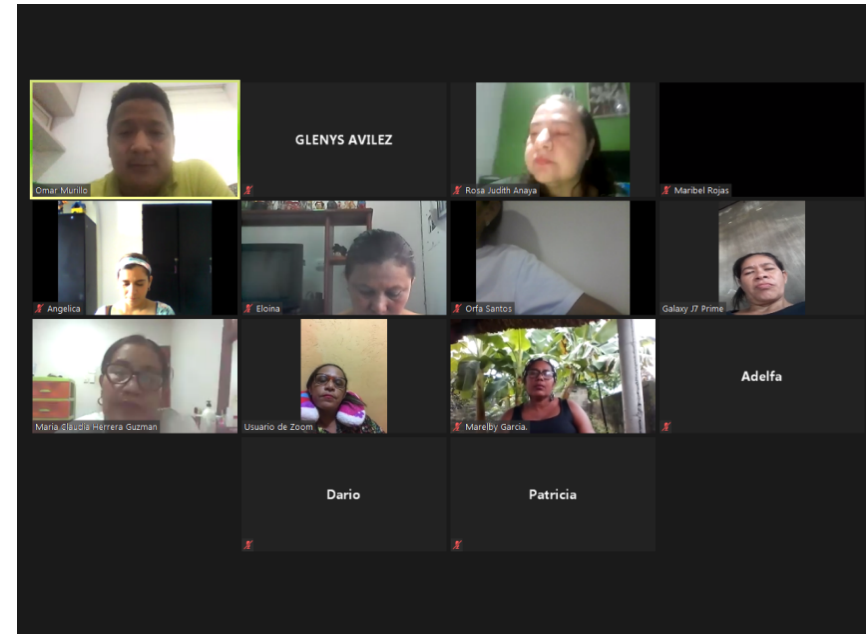 Omar Murillo
GLENYS AVILEZ
Rosa Judith Anaya
Maribel Rojas
Angelica
Eloina
Orfa Santos
Galaxy J7 Prime
Maria Claudia Herrera Guzman
Usuario de Zoom
Marelby Garcia.
Adelfa
Dario
Patricia